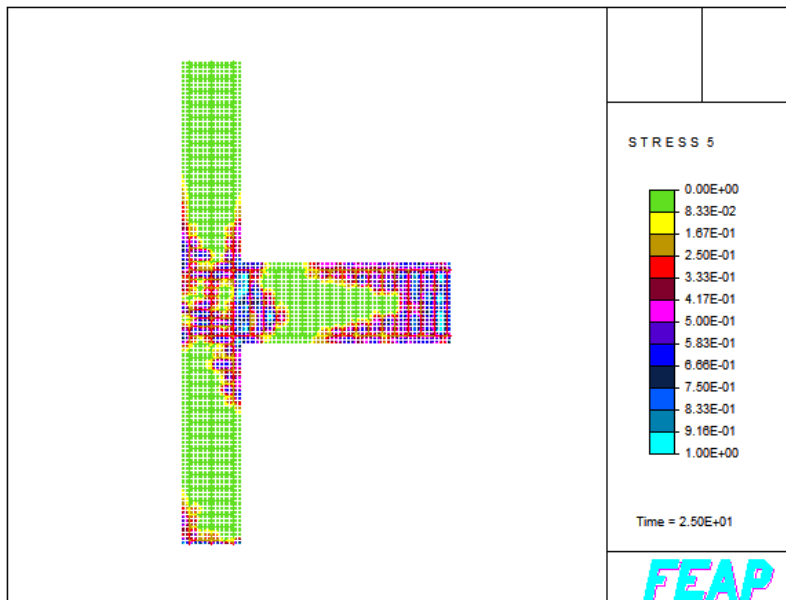 STRESS 5
0.00E+00
8.33E-02
1.67E-01
2.50E-01
3.33E-01
4.17E-01
5.00E-01
5.83E-01
6.66E-01
7.50E-01
8.33E-01
9.16E-01
1.00E+00
Time = 2.50E+01
FEAP